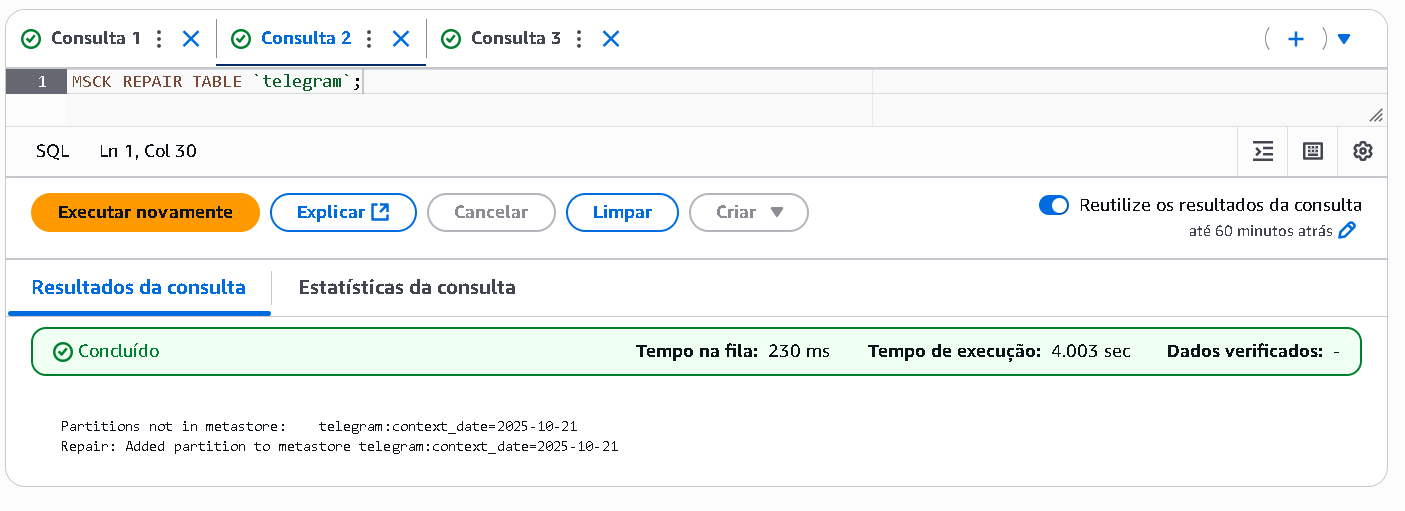 Consulta 1
Consulta 2
Consulta 3
1 MSCK REPAIR TABLE `telegram`;
SQL Ln 1, Col 30
Executar novamente
Explicar
Cancelar
Limpar
Criar
Reutilize os resultados da consulta
até 60 minutos atrás
Resultados da consulta
Estatísticas da consulta
Concluído
Tempo na fila: 230 ms
Tempo de execução: 4.003 sec
Dados verificados: -
Partitions not in metastore: telegram:context_date=2025-10-21
Repair: Added partition to metastore telegram:context_date=2025-10-21